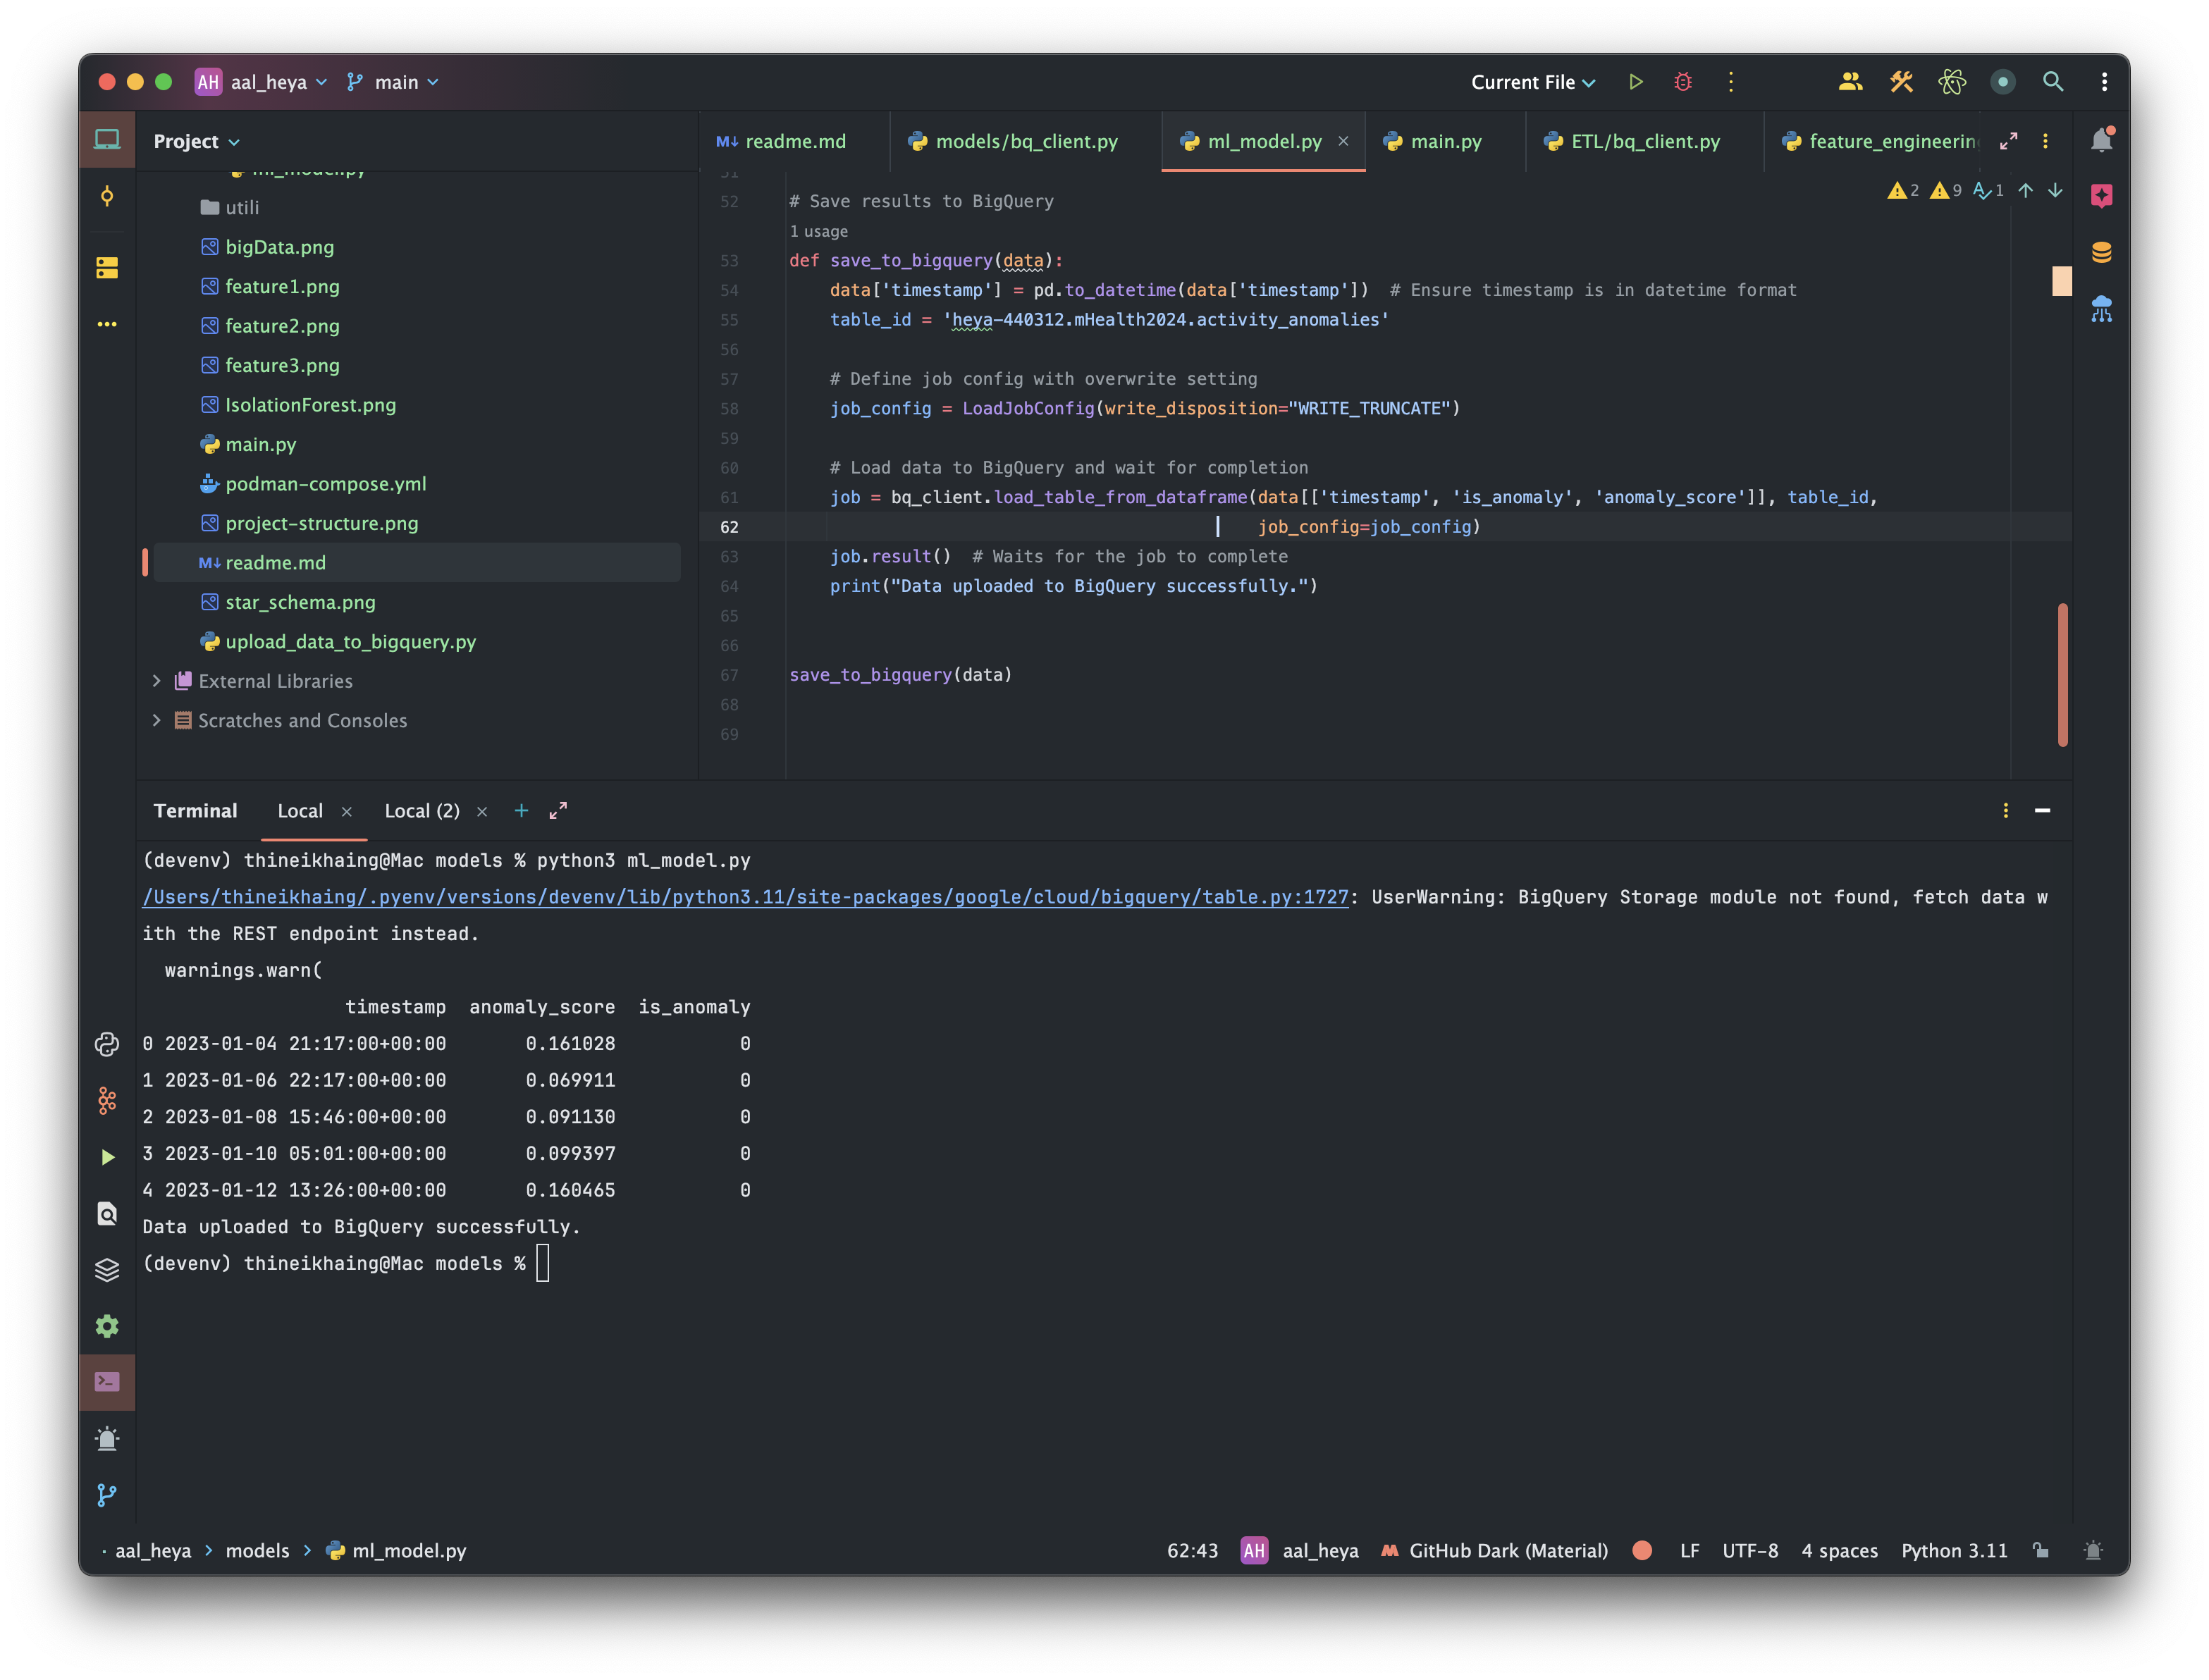 AH aal_heya main Current File
Project
readme.md models/bq_client.py ml_model.py main.py ETL/bq_client.py feature_engineerin
ml_model.py
utili
bigData.png
feature1.png
feature2.png
feature3.png
IsolationForest.png
main.py
podman-compose.yml
project-structure.png
M↓ readme.md
star_schema.png
upload_data_to_bigquery.py
External Libraries
Scratches and Consoles
2 9 1
51
52 # Save results to BigQuery
1 usage
53 def save_to_bigquery(data):
54 data['timestamp'] = pd.to_datetime(data['timestamp']) # Ensure timestamp is in datetime format
55 table_id = 'heya-440312.mHealth2024.activity_anomalies'
56
57 # Define job config with overwrite setting
58 job_config = LoadJobConfig(write_disposition="WRITE_TRUNCATE")
59
60 # Load data to BigQuery and wait for completion
61 job = bq_client.load_table_from_dataframe(data[['timestamp', 'is_anomaly', 'anomaly_score']], table_id,
62 job_config=job_config)
63 job.result() # Waits for the job to complete
64 print("Data uploaded to BigQuery successfully.")
65
66
67 save_to_bigquery(data)
68
69
Terminal Local Local (2)
(devenv) thineikhaing@Mac models % python3 ml_model.py
/Users/thineikhaing/.pyenv/versions/devenv/lib/python3.11/site-packages/google/cloud/bigquery/table.py:1727: UserWarning: BigQuery Storage module not found, fetch data w
ith the REST endpoint instead.
warnings.warn(
timestamp anomaly_score is_anomaly
0 2023-01-04 21:17:00+00:00 0.161028 0
1 2023-01-06 22:17:00+00:00 0.069911 0
2 2023-01-08 15:46:00+00:00 0.091130 0
3 2023-01-10 05:01:00+00:00 0.099397 0
4 2023-01-12 13:26:00+00:00 0.160465 0
Data uploaded to BigQuery successfully.
(devenv) thineikhaing@Mac models %
aal_heya > models > ml_model.py 62:43 AH aal_heya GitHub Dark (Material) LF UTF-8 4 spaces Python 3.11